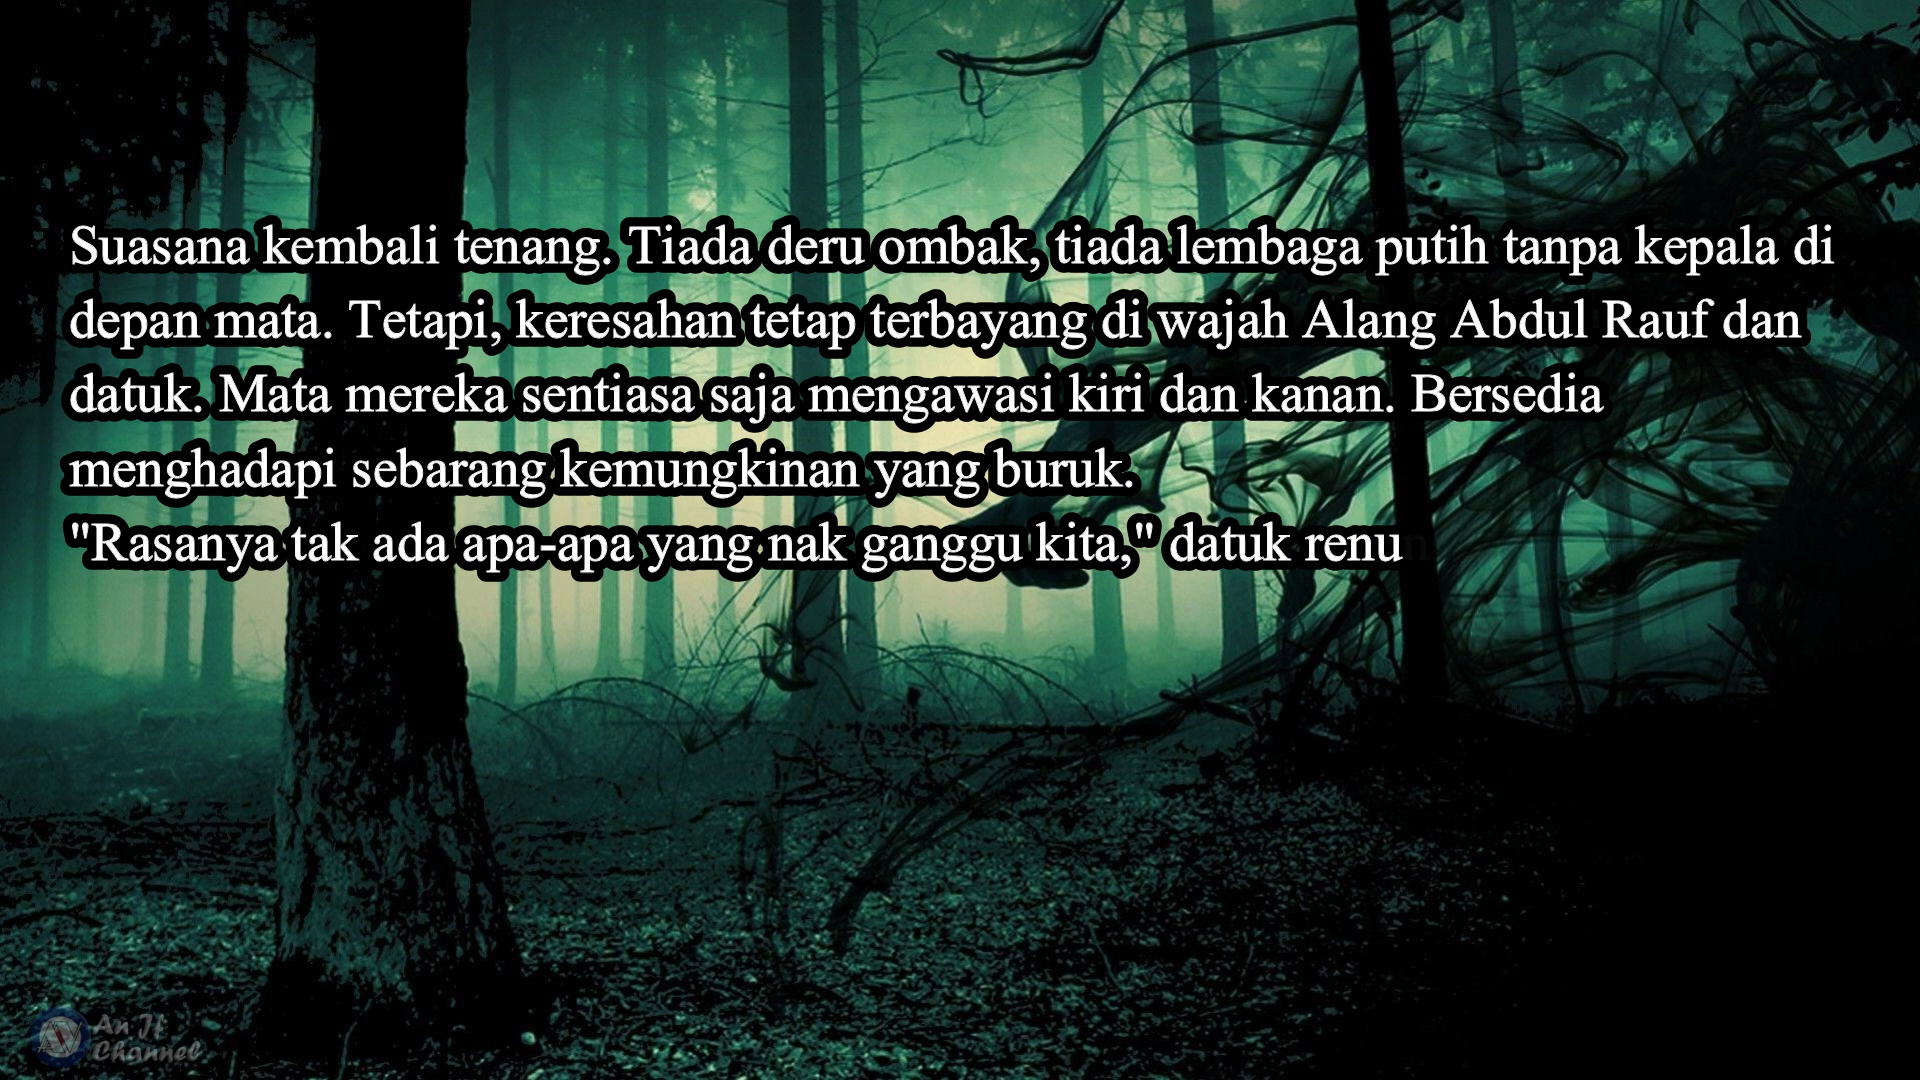 Suasana kembali tenang. Tiada deru ombak, tiada lembaga putih tanpa kepala di
depan mata. Tetapi, keresahan tetap terbayang di wajah Alang Abdul Rauf dan
datuk. Mata mereka sentiasa saja mengawasi kiri dan kanan. Bersedia
menghadapi sebarang kemungkinan yang buruk.
"Rasanya tak ada apa-apa yang nak ganggu kita," datuk renun
An Jf
Channel